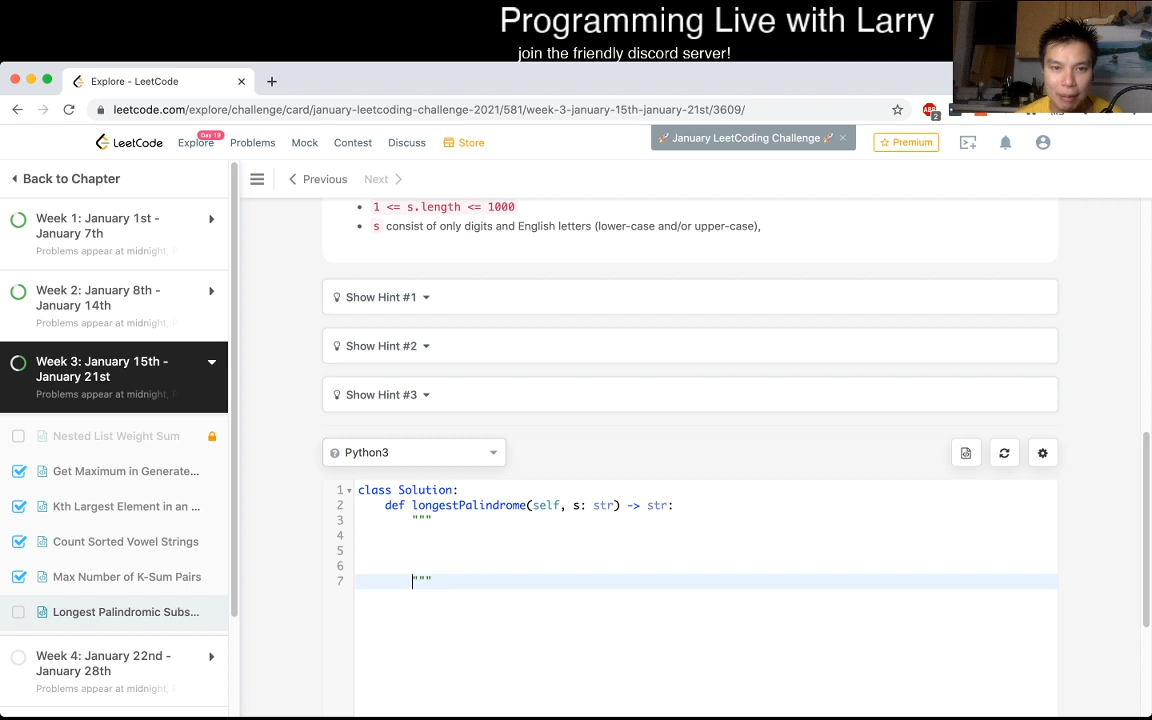 Programming Live with Larry
join the friendly discord server!
Explore - LeetCode
leetcode.com/explore/challenge/card/january-leetcoding-challenge-2021/581/week-3-january-15th-january-21st/3609/
ABP
2
LeetCode
Explore
Day 19
Problems
Mock
Contest
Discuss
Store
🚀 January LeetCoding Challenge 🚀
Premium
Back to Chapter
Previous
Next
Week 1: January 1st -
January 7th
Problems appear at midnight,
Week 2: January 8th -
January 14th
Problems appear at midnight,
Week 3: January 15th -
January 21st
Problems appear at midnight,
Nested List Weight Sum
Get Maximum in Generate...
Kth Largest Element in an ...
Count Sorted Vowel Strings
Max Number of K-Sum Pairs
Longest Palindromic Subs...
Week 4: January 22nd -
January 28th
Problems appear at midnight,
1 <= s.length <= 1000
s consist of only digits and English letters (lower-case and/or upper-case),
Show Hint #1
Show Hint #2
Show Hint #3
Python3
1 class Solution:
2 def longestPalindrome(self, s: str) -> str:
3 """
4
5
6
7 """